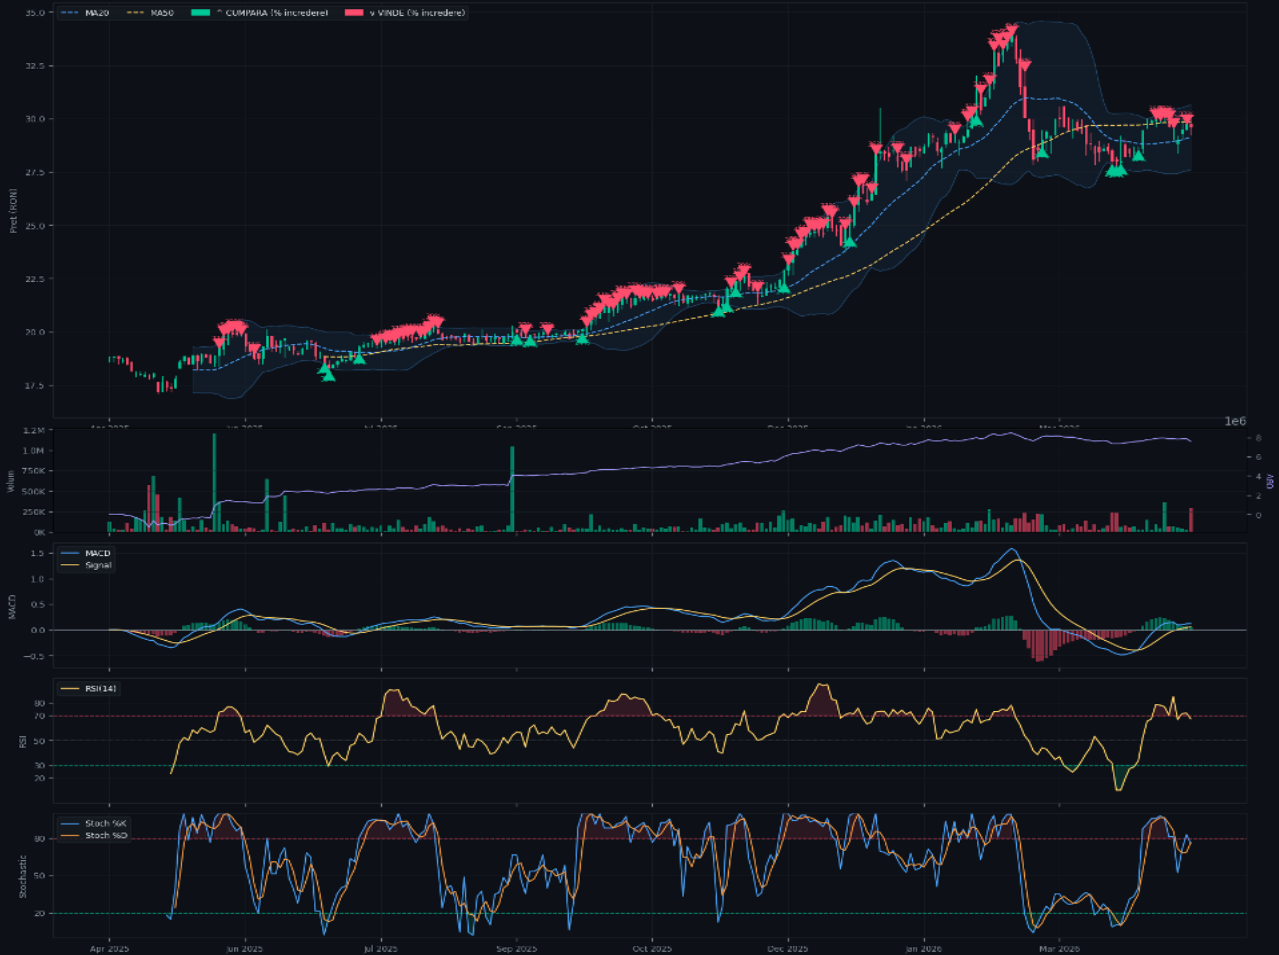 35.0
MA20 MA50 ^ CUMPARA (% incredere) v VINDE (% incredere)
32.5
30.0
27.5
25.0
22.5
20.0
17.5
Pret (RON)
1e6
1.2M
1.0M
750K
500K
250K
0K
Volum
8
6
4
2
0
OBV
MACD
Signal
1.5
1.0
0.5
0.0
−0.5
MACD
RSI(14)
80
70
50
30
20
RSI
Stoch %K
Stoch %D
80
50
20
Stochastic
Apr 2025 Jun 2025 Jul 2025 Sep 2025 Oct 2025 Dec 2025 Jan 2026 Mar 2026